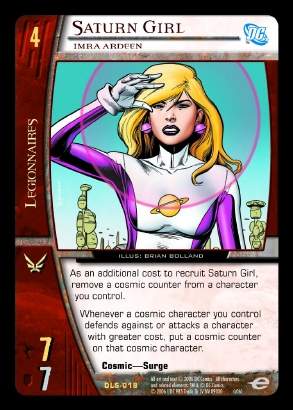 4
SATURN GIRL
IMRA ARDEEN
DC
LEGIONNAIRES
ILLUS: BRIAN BOLLAND
As an additional cost to recruit Saturn Girl,
remove a cosmic counter from a character
you control.
Whenever a cosmic character you control
defends against or attacks a character
with greater cost, put a cosmic counter
on that cosmic character.
Cosmic—Surge
7
7
DLS-018